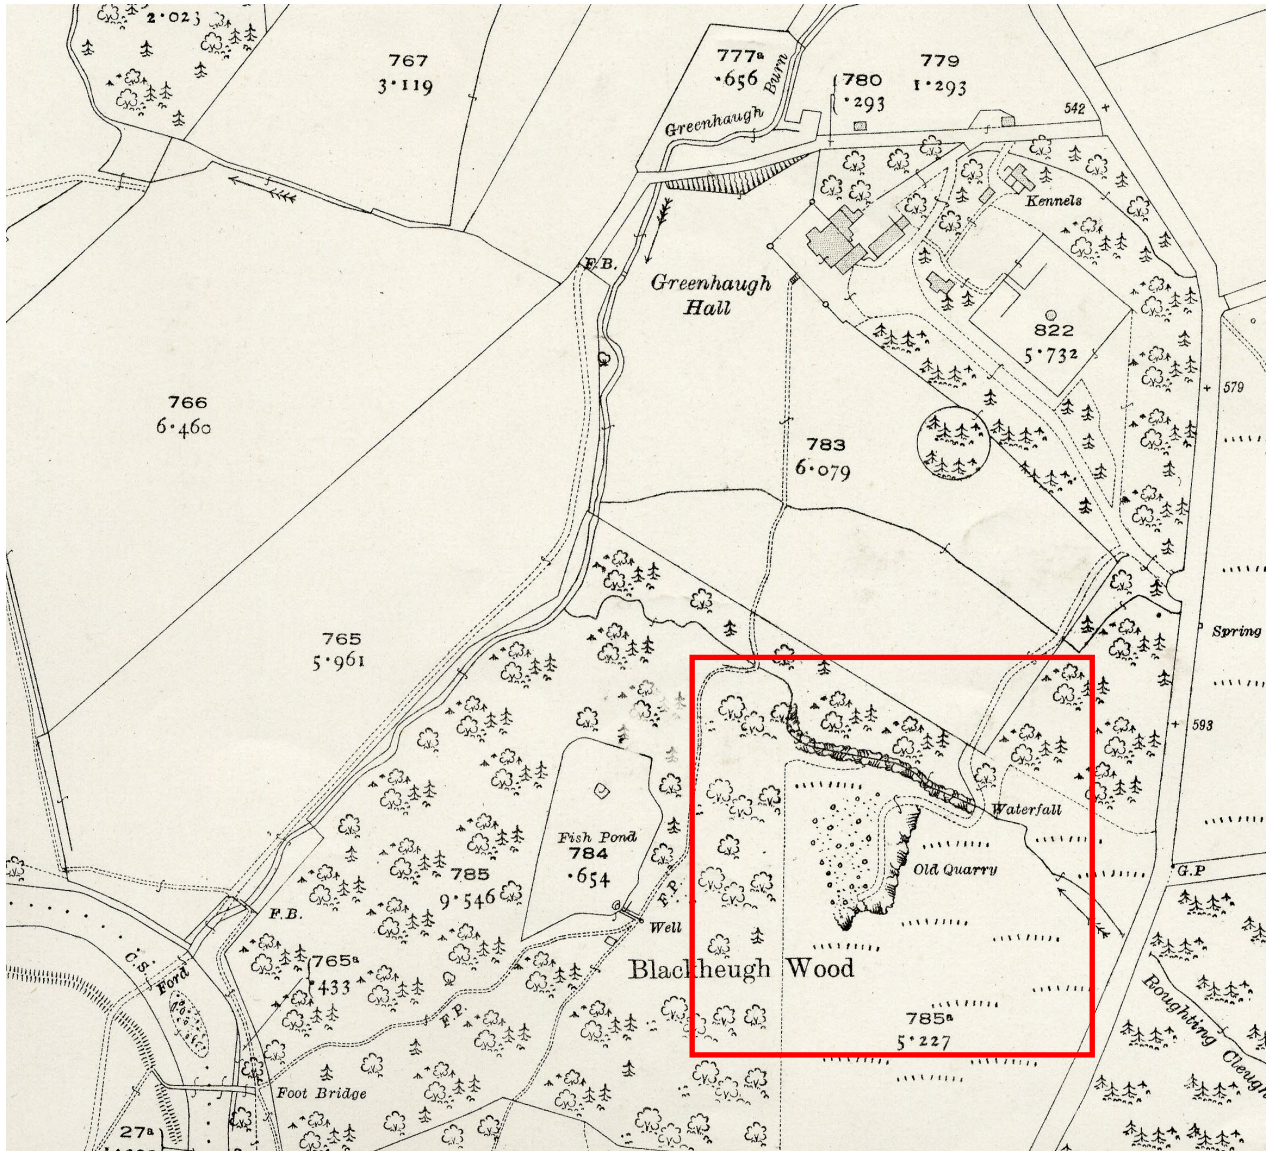 2·023
767
3·119
777ª
·656
Greenhaugh Burn
780
·293
779
1·293
542
Kennels
F.B.
Greenhaugh
Hall
822
5·732
579
766
6·460
783
6·079
765
5·961
Spring
593
Waterfall
Fish Pond
784
·654
Old Quarry
G.P
785
9·546
F.P.
Well
F.B.
C.S.
Ford
765ª
·433
Blackheugh Wood
F.P.
785ª
5·227
Roughting Cleugh
Foot Bridge
27ª